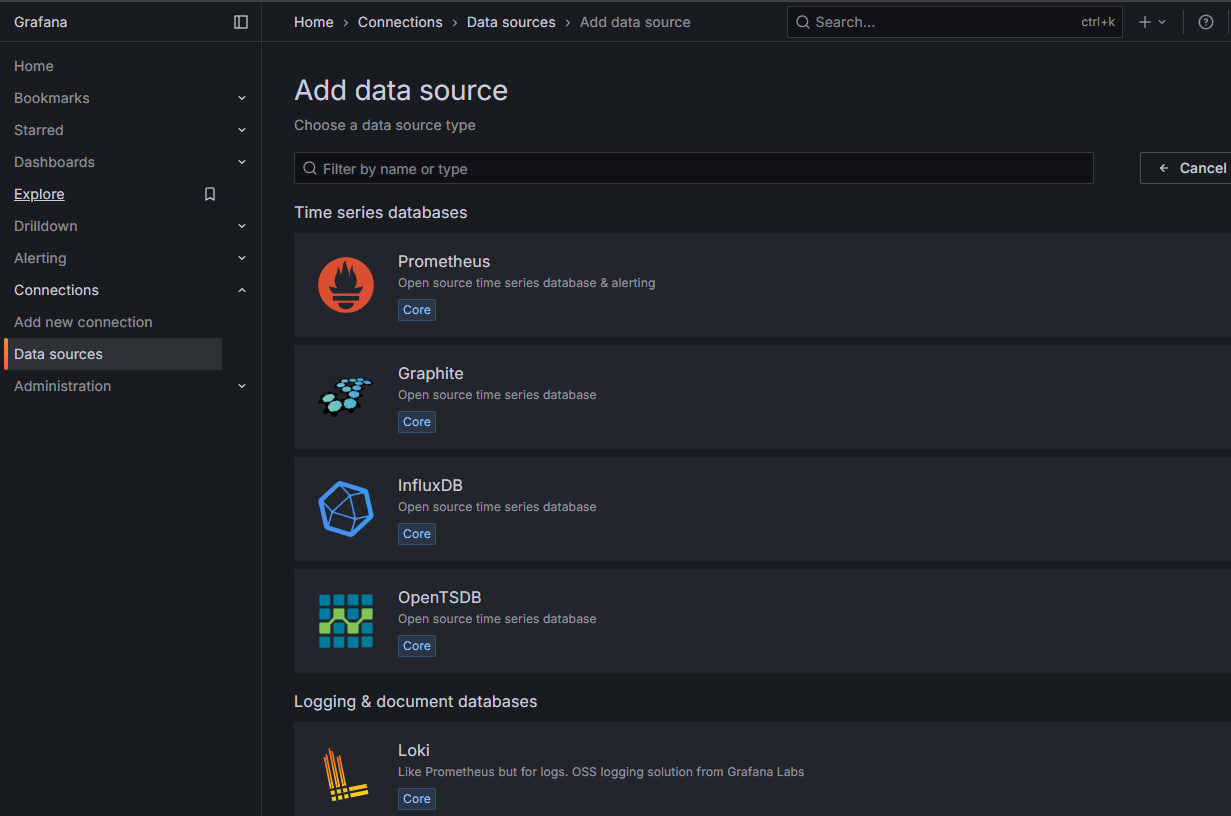 Grafana
Home › Connections › Data sources › Add data source
Search...
ctrl+k
Home
Bookmarks
Starred
Dashboards
Explore
Drilldown
Alerting
Connections
Add new connection
Data sources
Administration
Add data source
Choose a data source type
Filter by name or type
Cancel
Time series databases
Prometheus
Open source time series database & alerting
Core
Graphite
Open source time series database
Core
InfluxDB
Open source time series database
Core
OpenTSDB
Open source time series database
Core
Logging & document databases
Loki
Like Prometheus but for logs. OSS logging solution from Grafana Labs
Core